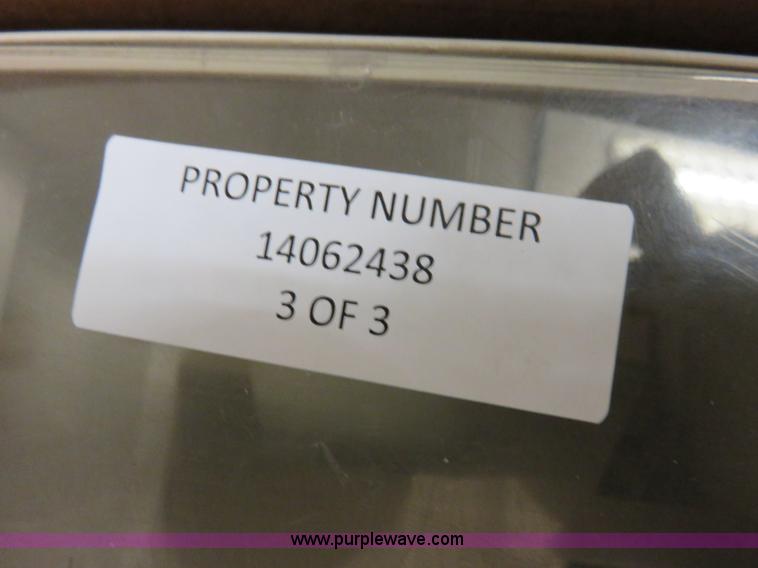 PROPERTY NUMBER
14062438
3 OF 3
www.purplewave.com